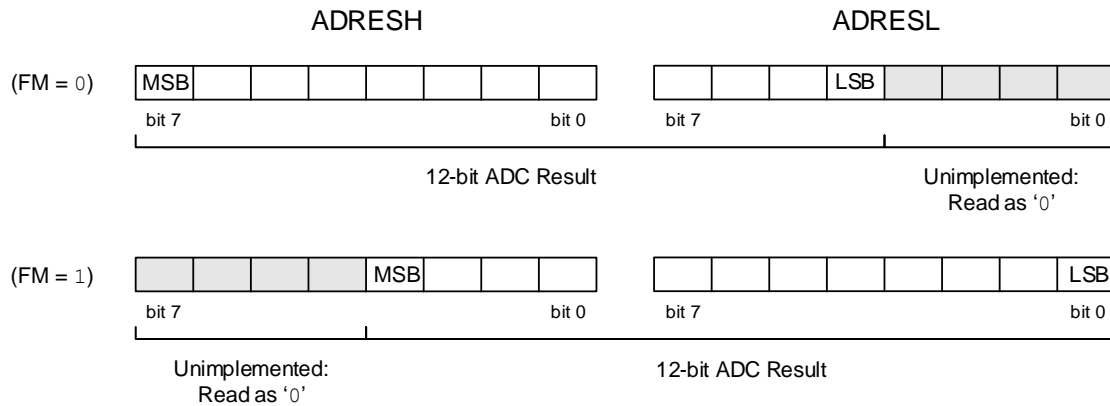 ADRESH ADRESL
(FM = 0) MSB LSB
bit 7 bit 0 bit 7 bit 0
12-bit ADC Result Unimplemented:
Read as ‘0’
(FM = 1) MSB LSB
bit 7 bit 0 bit 7 bit 0
Unimplemented: 12-bit ADC Result
Read as ‘0’